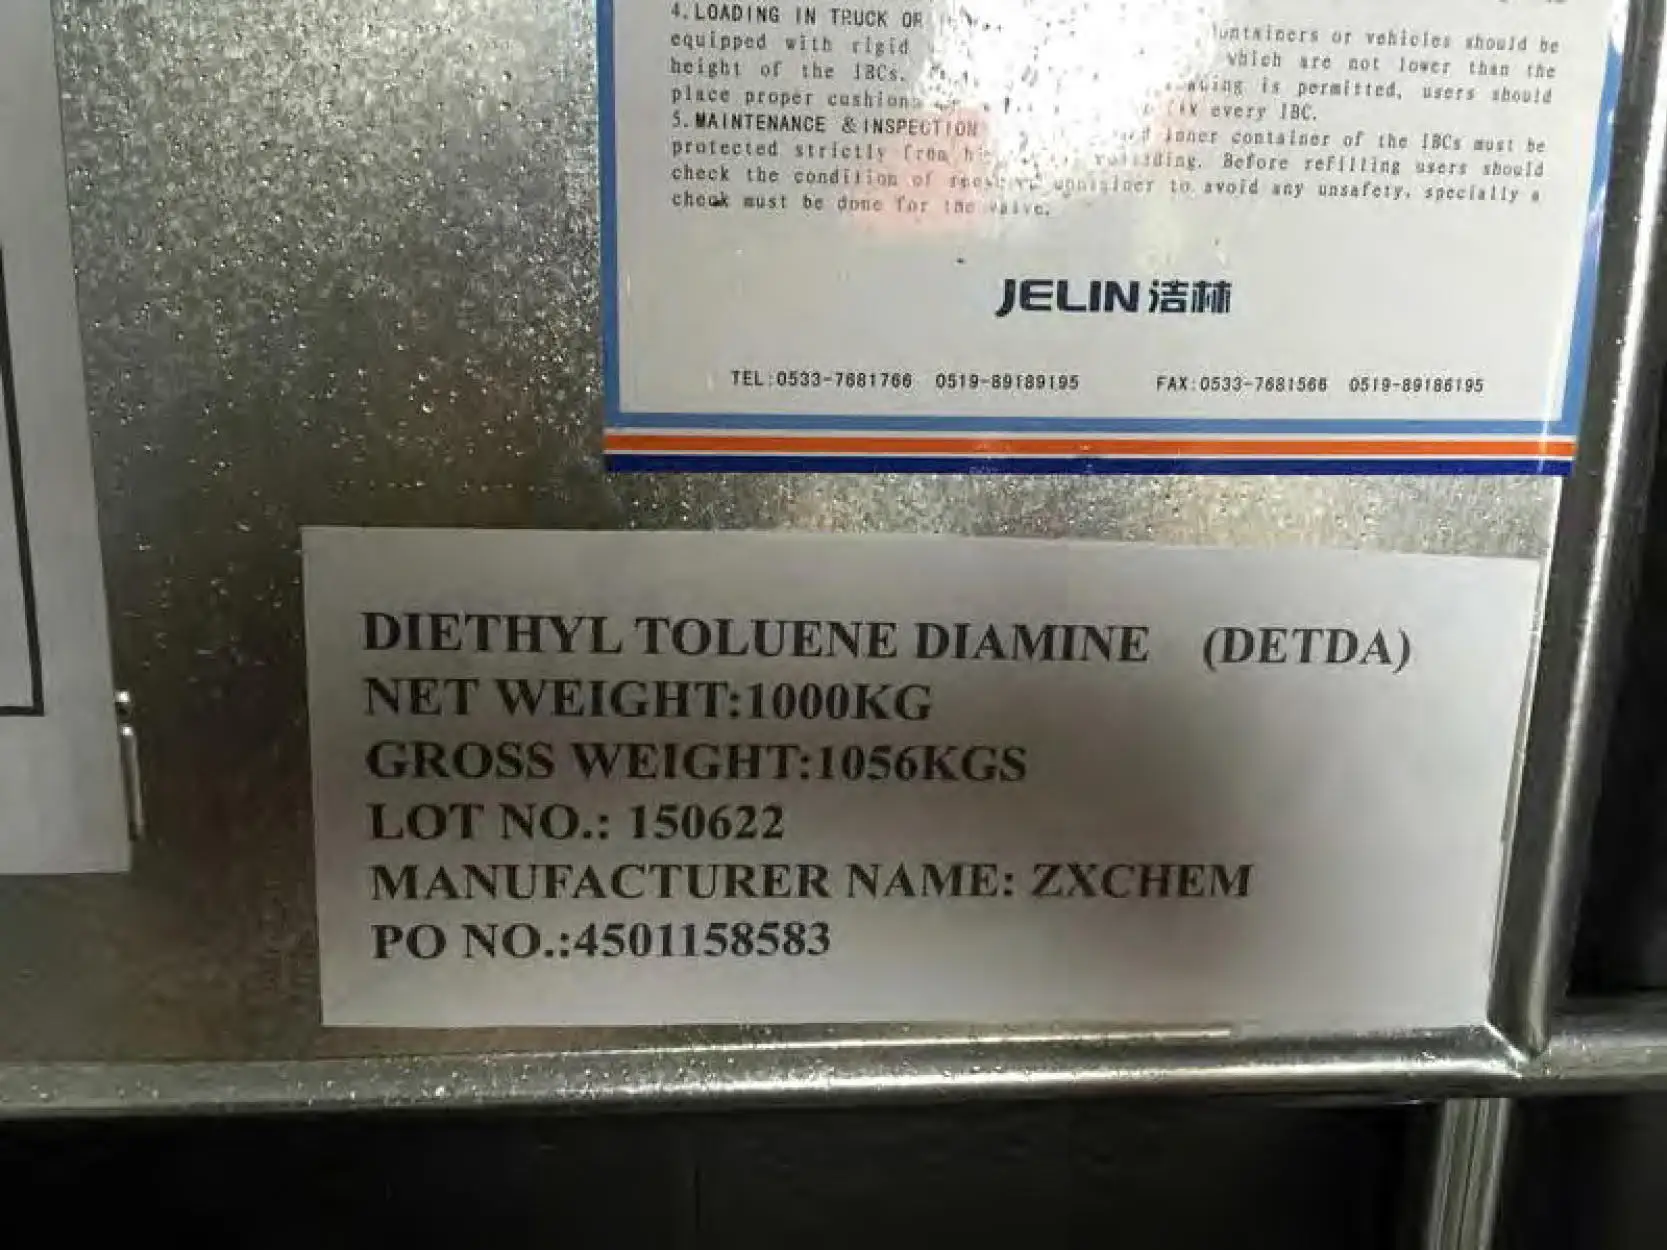 4.LOADING IN TRUCK OR
equipped with rigid
height of the IBCs.
place proper cushion
containers or vehicles should be
which are not lower than the
is permitted, users should
every IBC.
5.MAINTENANCE &INSPECTION inner container of the IBCs must be
protected strictly from Before refilling users should
check the condition of container to avoid any unsafety, specially a
check must be done for the valve.
JELIN 洁林
TEL:0533-7681766 0519-89189195 FAX:0533-7681566 0519-89186195
DIETHYL TOLUENE DIAMINE (DETDA)
NET WEIGHT:1000KG
GROSS WEIGHT:1056KGS
LOT NO.: 150622
MANUFACTURER NAME: ZXCHEM
PO NO.:4501158583